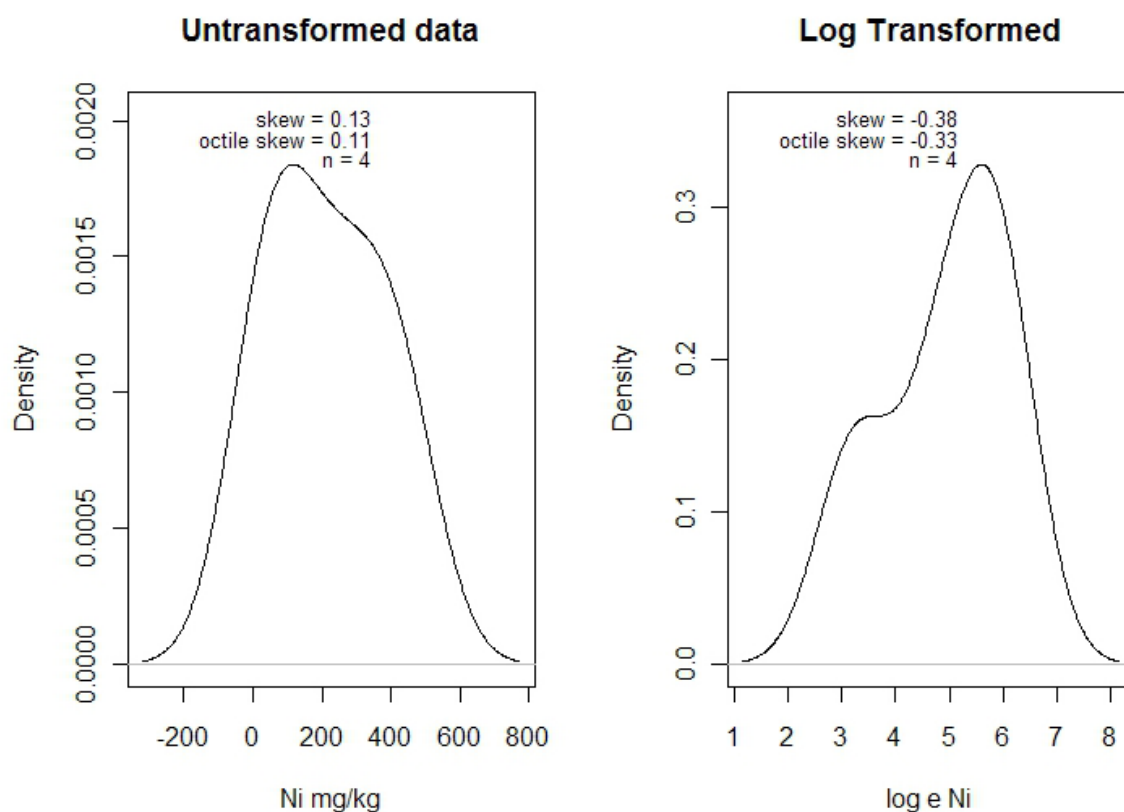 Untransformed data
skew = 0.13
octile skew = 0.11
n = 4
Density
0.0000
0.0005
0.0010
0.0015
0.0020
-200
0
200
400
600
800
Ni mg/kg
Log Transformed
skew = -0.38
octile skew = -0.33
n = 4
Density
0.0
0.1
0.2
0.3
1
2
3
4
5
6
7
8
log e Ni